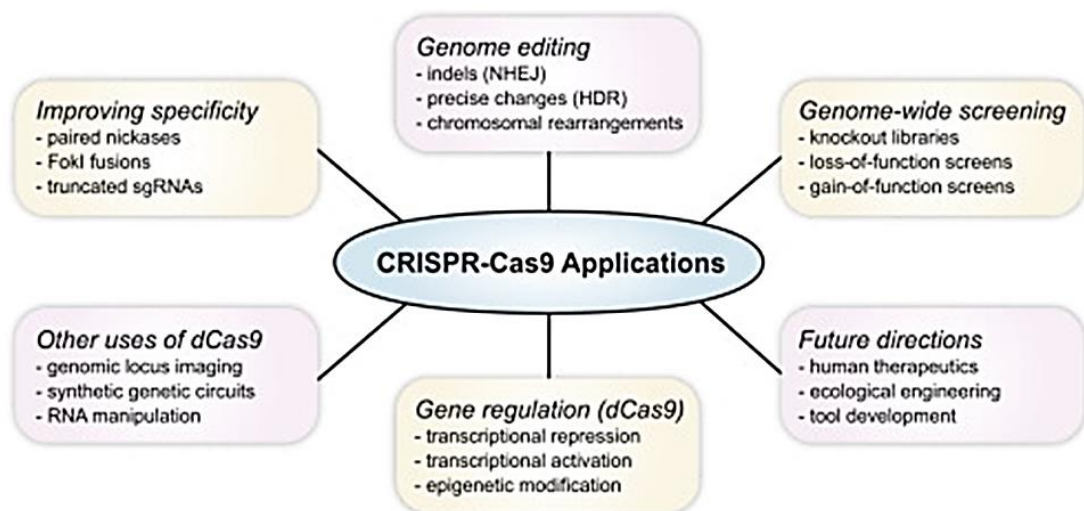 Genome editing
- indels (NHEJ)
- precise changes (HDR)
- chromosomal rearrangements
Improving specificity
- paired nickases
- FokI fusions
- truncated sgRNAs
Genome-wide screening
- knockout libraries
- loss-of-function screens
- gain-of-function screens
CRISPR-Cas9 Applications
Other uses of dCas9
- genomic locus imaging
- synthetic genetic circuits
- RNA manipulation
Gene regulation (dCas9)
- transcriptional repression
- transcriptional activation
- epigenetic modification
Future directions
- human therapeutics
- ecological engineering
- tool development